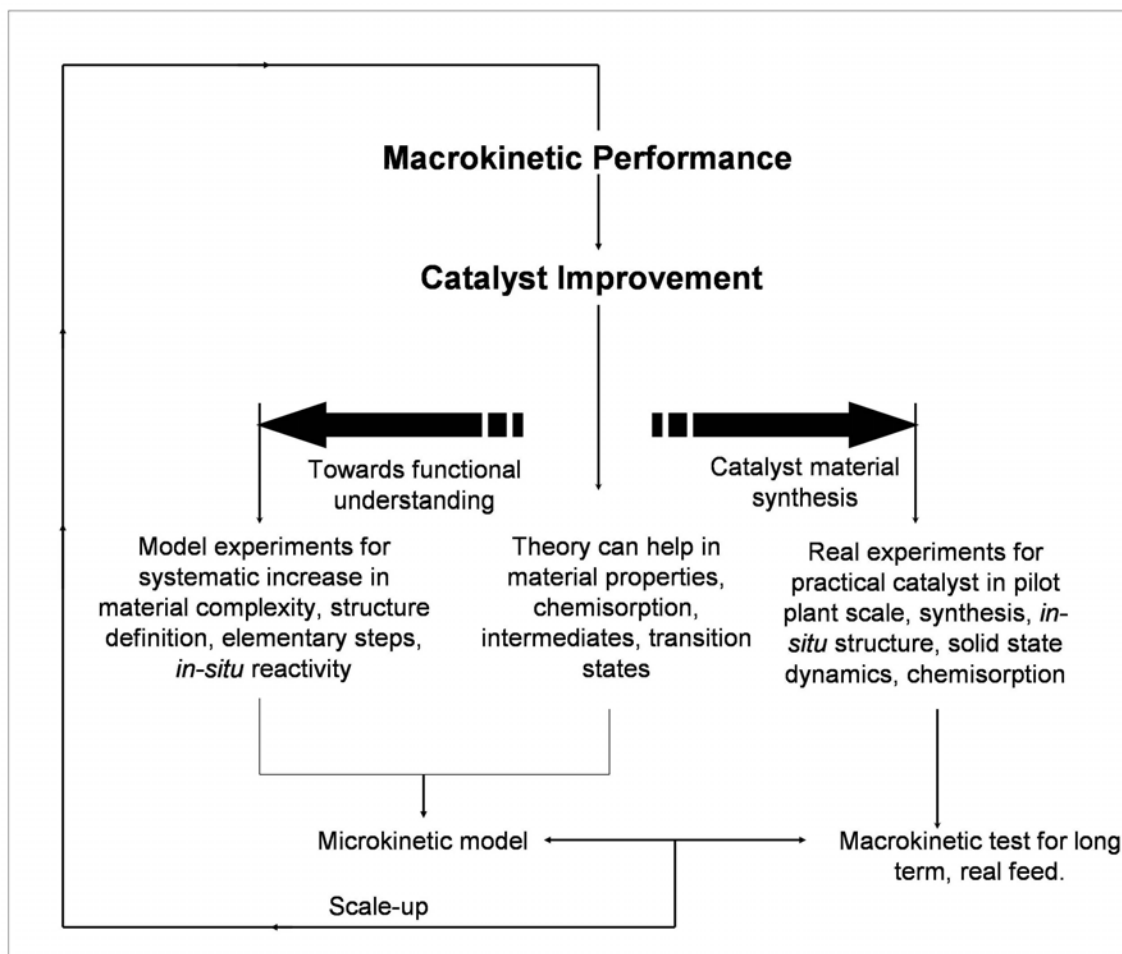 Macrokinetic Performance
Catalyst Improvement
Towards functional
understanding
Catalyst material
synthesis
Model experiments for
systematic increase in
material complexity, structure
definition, elementary steps,
in-situ reactivity
Theory can help in
material properties,
chemisorption,
intermediates, transition
states
Real experiments for
practical catalyst in pilot
plant scale, synthesis, in-
situ structure, solid state
dynamics, chemisorption
Microkinetic model
Macrokinetic test for long
term, real feed.
Scale-up